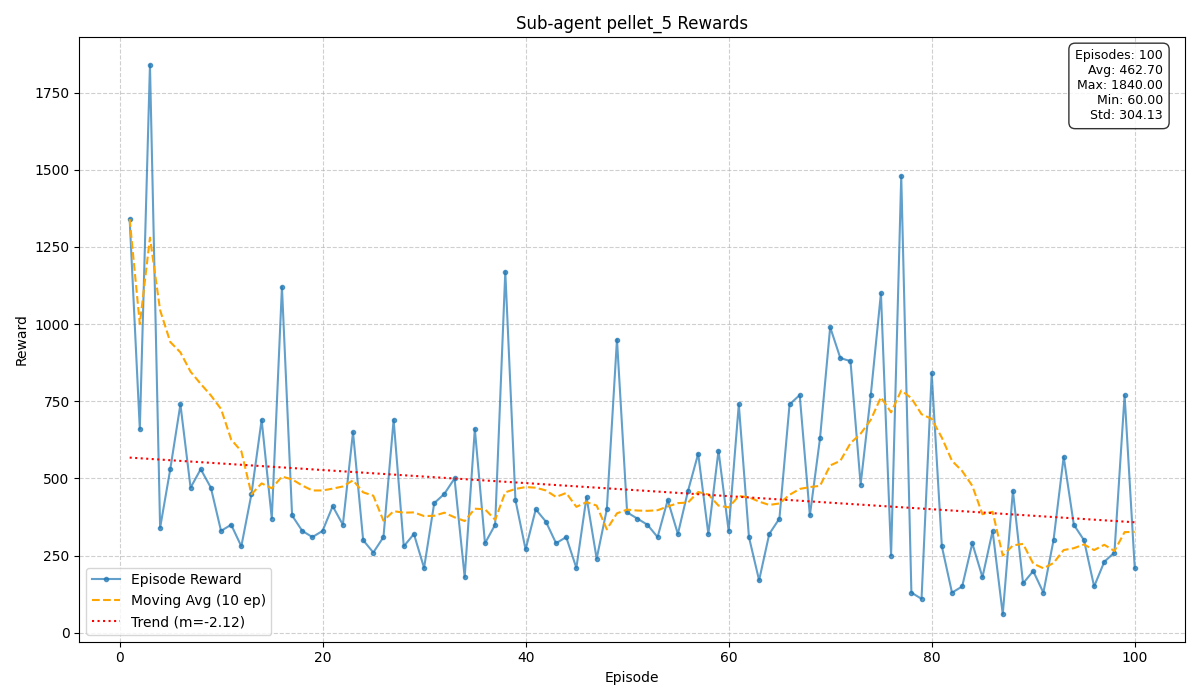 Sub-agent pellet_5 Rewards
Episodes: 100
Avg: 462.70
Max: 1840.00
Min: 60.00
Std: 304.13
Reward
1750
1500
1250
1000
750
500
250
0
Episode Reward
Moving Avg (10 ep)
Trend (m=-2.12)
0 20 40 60 80 100
Episode